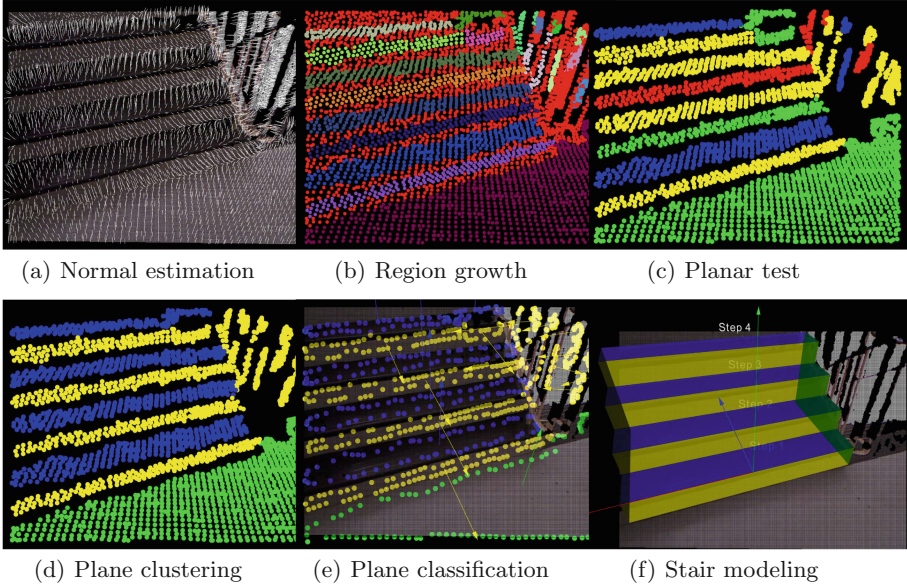 (a) Normal estimation
(b) Region growth
(c) Planar test
Step 4
Step 3
Step 2
(d) Plane clustering
(e) Plane classification
(f) Stair modeling